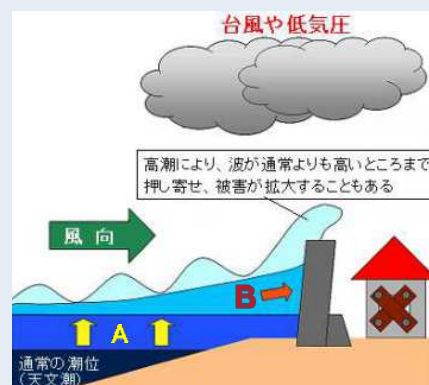 台風や低気圧
高潮により、波が通常よりも高いところまで
押し寄せ、被害が拡大することもある
風向
B
A
通常の潮位
(天文潮)